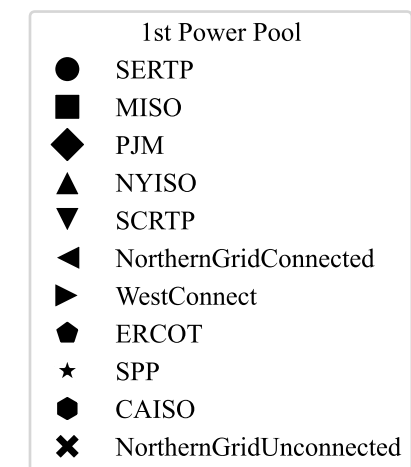 1st Power Pool
SERTP
MISO
PJM
NYISO
SCRTP
NorthernGridConnected
WestConnect
ERCOT
SPP
CAISO
NorthernGridUnconnected